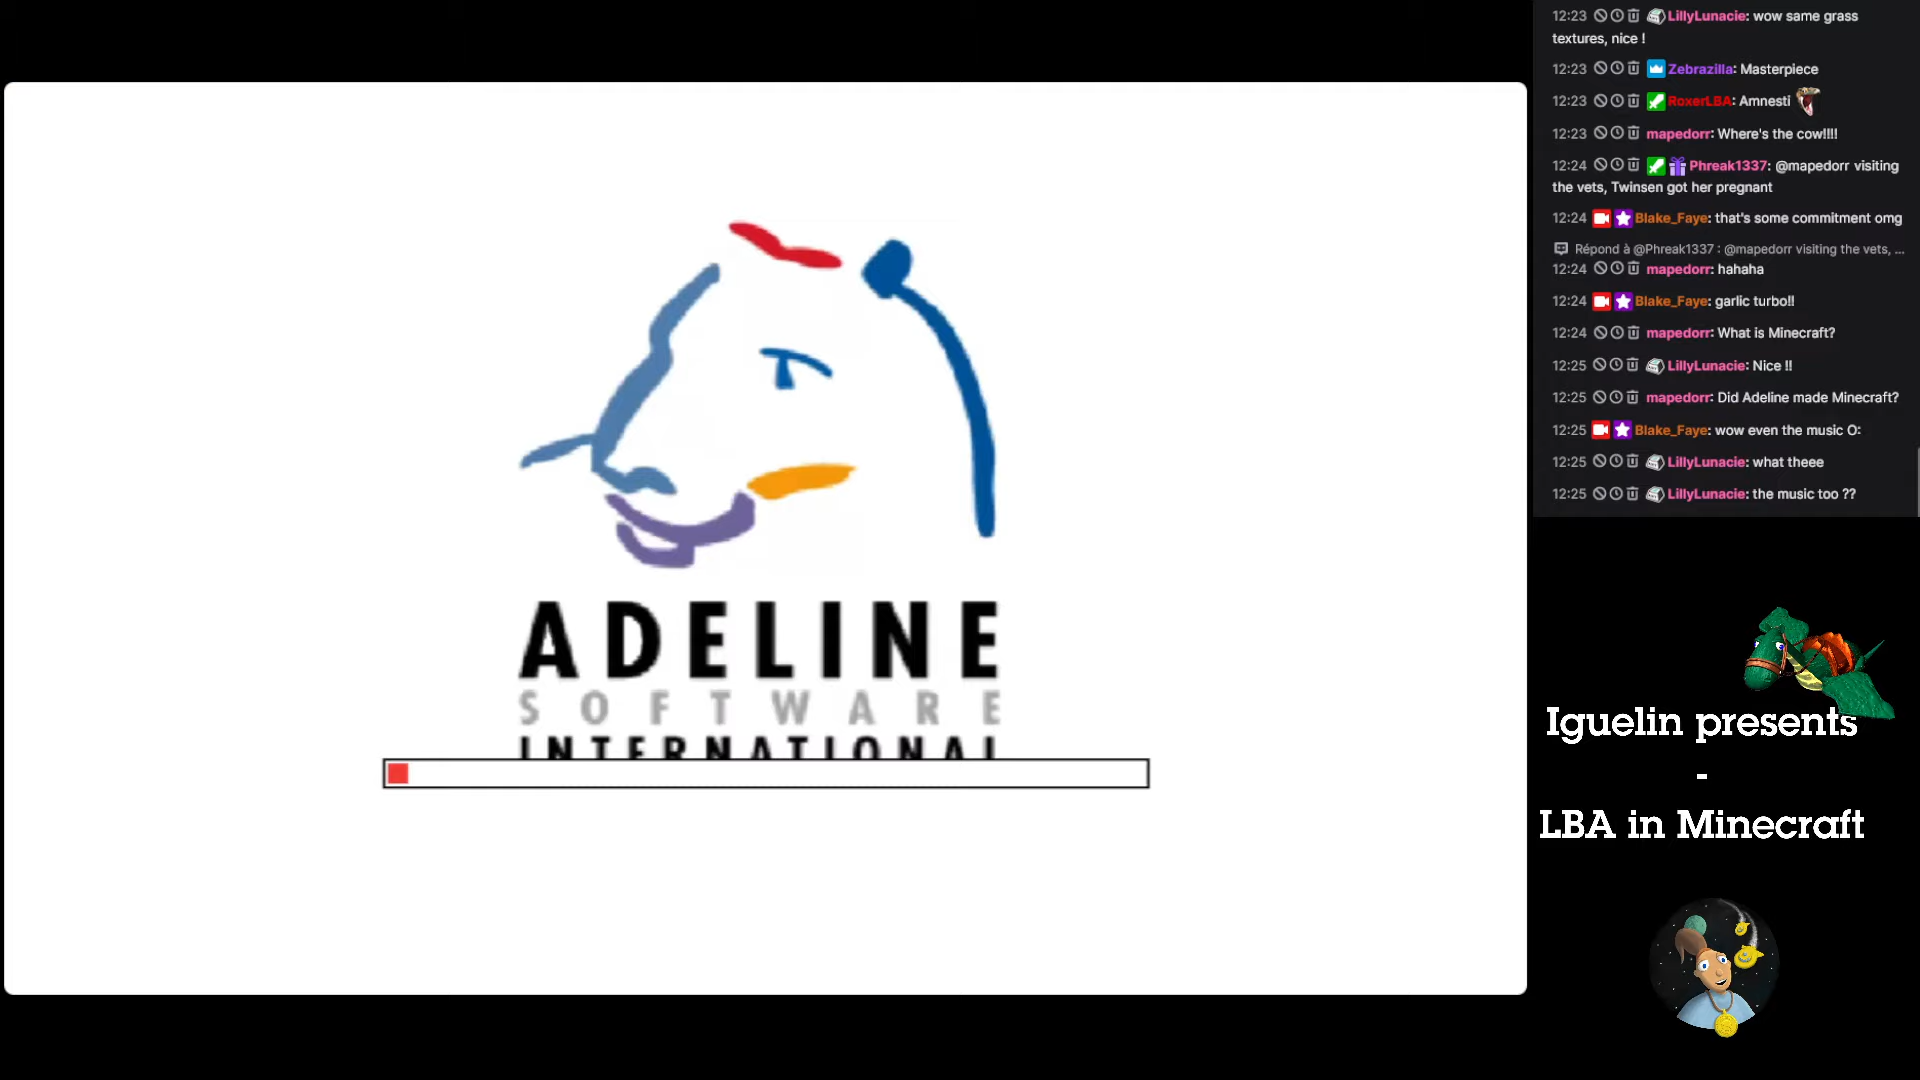 ADELINE
SOFTWARE
INTERNATIONAL
12:23 LillyLunacie: wow same grass
textures, nice !
12:23 Zebrazilla: Masterpiece
12:23 RoxerLBA: Amnesti
12:23 mapedorr: Where's the cow!!!!
12:24 Phreak1337: @mapedorr visiting
the vets, Twinsen got her pregnant
12:24 Blake_Faye: that's some commitment omg
Répond à @Phreak1337 : @mapedorr visiting the vets, ...
12:24 mapedorr: hahaha
12:24 Blake_Faye: garlic turbo!!
12:24 mapedorr: What is Minecraft?
12:25 LillyLunacie: Nice !!
12:25 mapedorr: Did Adeline made Minecraft?
12:25 Blake_Faye: wow even the music O:
12:25 LillyLunacie: what theee
12:25 LillyLunacie: the music too ??
Iguelin presents
-
LBA in Minecraft